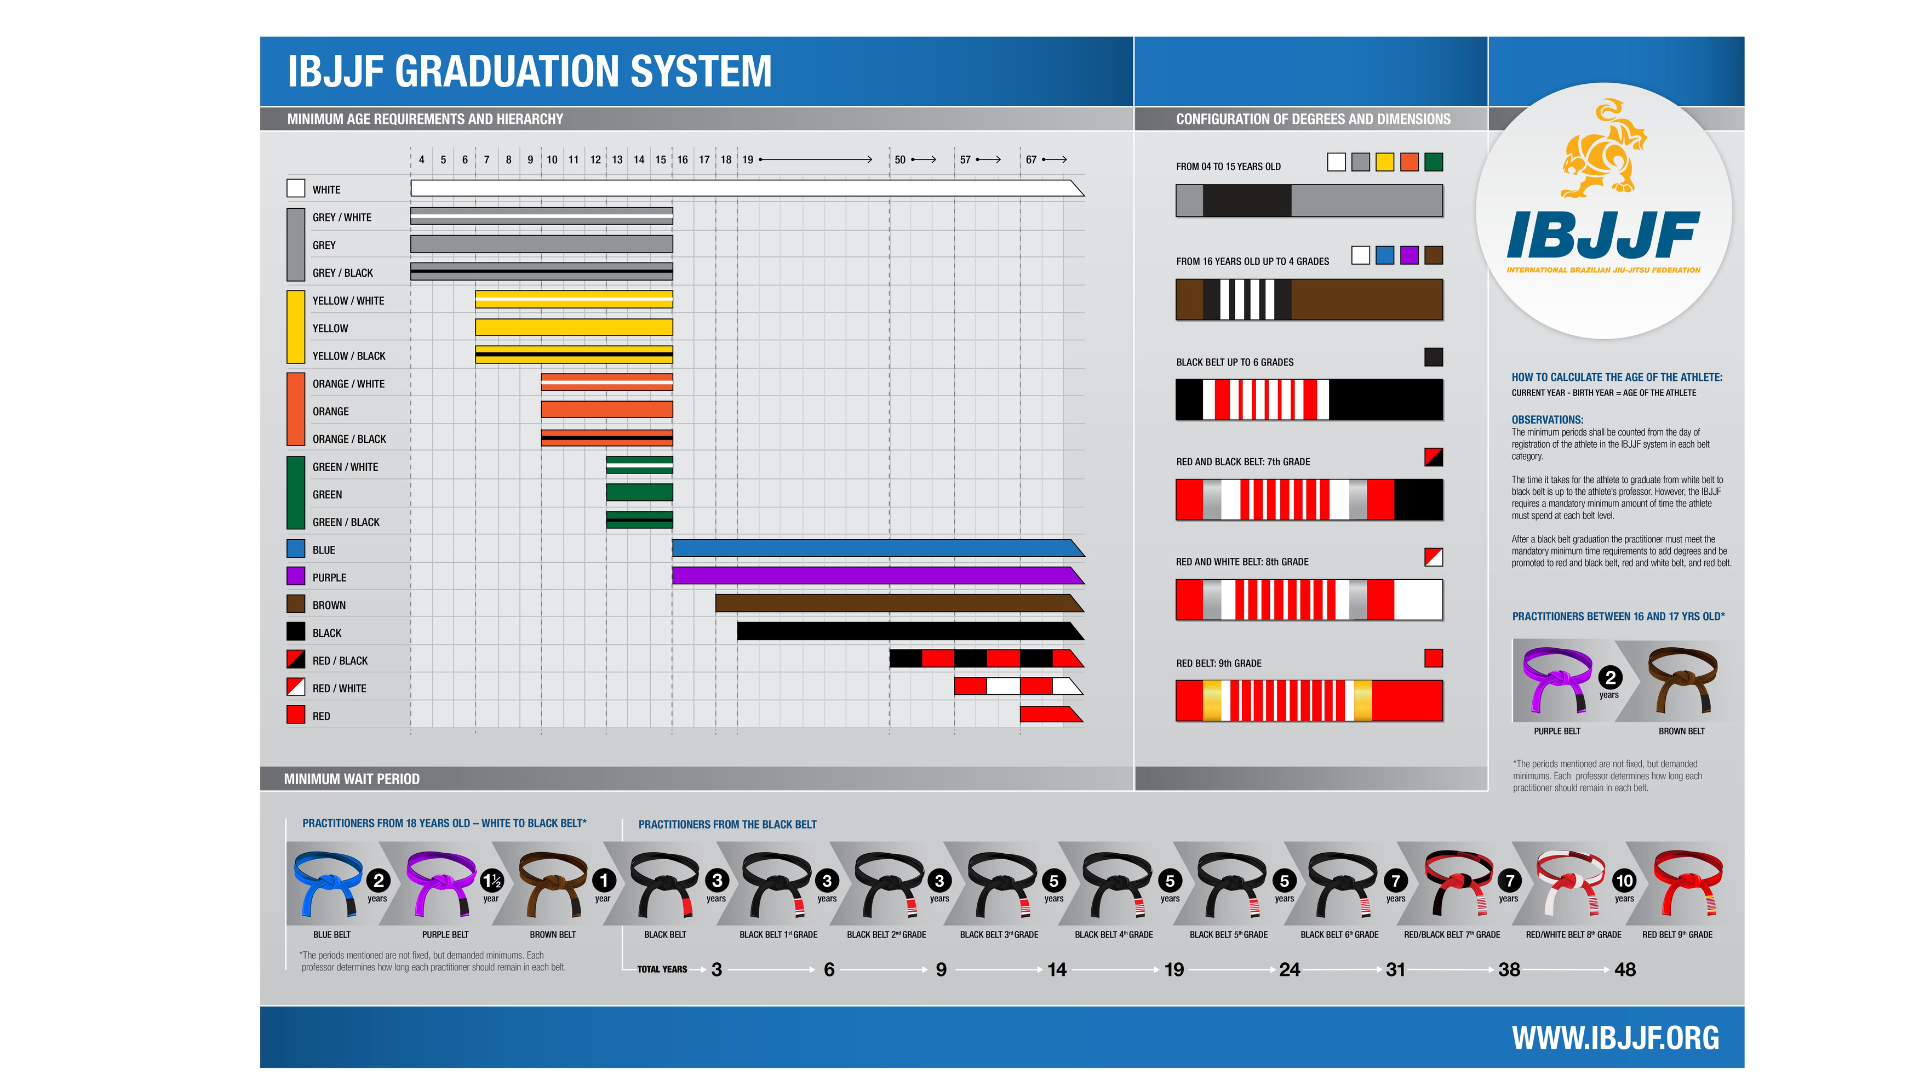 IBJJF GRADUATION SYSTEM
MINIMUM AGE REQUIREMENTS AND HIERARCHY
4 5 6 7 8 9 10 11 12 13 14 15 16 17 18 19 50 57 67
WHITE
GREY / WHITE
GREY
GREY / BLACK
YELLOW / WHITE
YELLOW
YELLOW / BLACK
ORANGE / WHITE
ORANGE
ORANGE / BLACK
GREEN / WHITE
GREEN
GREEN / BLACK
BLUE
PURPLE
BROWN
BLACK
RED / BLACK
RED / WHITE
RED
CONFIGURATION OF DEGREES AND DIMENSIONS
FROM 04 TO 15 YEARS OLD
FROM 16 YEARS OLD UP TO 4 GRADES
BLACK BELT UP TO 6 GRADES
RED AND BLACK BELT: 7th GRADE
RED AND WHITE BELT: 8th GRADE
RED BELT: 9th GRADE
IBJJF
INTERNATIONAL BRAZILIAN JIU-JITSU FEDERATION
HOW TO CALCULATE THE AGE OF THE ATHLETE:
CURRENT YEAR - BIRTH YEAR = AGE OF THE ATHLETE
OBSERVATIONS:
The minimum periods shall be counted from the day of
registration of the athlete in the IBJJF system in each belt
category.
The time it takes for the athlete to graduate from white belt to
black belt is up to the athlete's professor. However, the IBJJF
requires a mandatory minimum amount of time the athlete
must spend at each belt level.
After a black belt graduation the practitioner must meet the
mandatory minimum time requirements to add degrees and be
promoted to red and black belt, red and white belt, and red belt.
PRACTITIONERS BETWEEN 16 AND 17 YRS OLD*
2
years
PURPLE BELT BROWN BELT
*The periods mentioned are not fixed, but demanded
minimums. Each professor determines how long each
practitioner should remain in each belt.
MINIMUM WAIT PERIOD
PRACTITIONERS FROM 18 YEARS OLD – WHITE TO BLACK BELT*
PRACTITIONERS FROM THE BLACK BELT
2 1½ 1 3 3 3 5 5 5 7 7 10
years year year years years years years years years years years years
BLUE BELT PURPLE BELT BROWN BELT BLACK BELT BLACK BELT 1st GRADE BLACK BELT 2nd GRADE BLACK BELT 3rd GRADE BLACK BELT 4th GRADE BLACK BELT 5th GRADE BLACK BELT 6th GRADE RED/BLACK BELT 7th GRADE RED/WHITE BELT 8th GRADE RED BELT 9th GRADE
*The periods mentioned are not fixed, but demanded minimums. Each
professor determines how long each practitioner should remain in each belt.
TOTAL YEARS 3 6 9 14 19 24 31 38 48
WWW.IBJJF.ORG